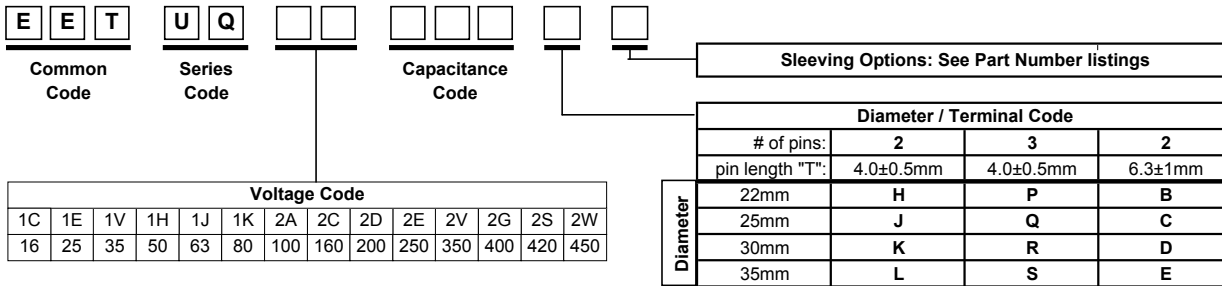 E E T U Q
Common Code
Series Code
Capacitance Code
Sleeving Options: See Part Number listings
Diameter / Terminal Code
# of pins: 2 3 2
pin length "T": 4.0±0.5mm 4.0±0.5mm 6.3±1mm
Diameter
22mm H P B
25mm J Q C
30mm K R D
35mm L S E
Voltage Code
1C 1E 1V 1H 1J 1K 2A 2C 2D 2E 2V 2G 2S 2W
16 25 35 50 63 80 100 160 200 250 350 400 420 450